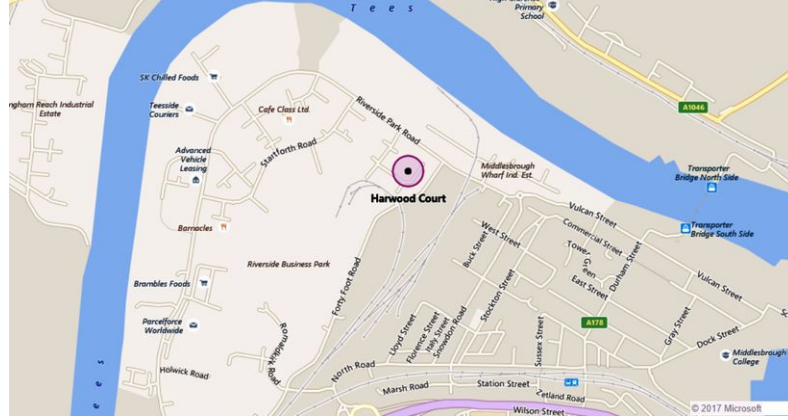 Tees
High Clarence
Primary
School
SK Chilled Foods
ngham Reach Industrial
Estate
Teesside
Couriers
Cafe Class Ltd.
Riverside Park Road
A1046
Startforth Road
Advanced
Vehicle
Leasing
Middlesbrough
Wharf Ind. Est.
Transporter
Bridge North Side
Harwood Court
Vulcan Street
Barnacles
West Street
Commercial Street
Transporter
Bridge South Side
Buck Street
Tower Green
Durham Street
Riverside Business Park
Forty Foot Road
Stockton Street
East Street
Vulcan Street
Brambles Foods
Parcelforce
Worldwide
Romaldkirk Road
Lloyd Street
Florence Street
Italy Street
Snowdon Road
Sussex Street
A178
Gray Street
Dock Street
Middlesbrough
College
Holwick Road
North Road
Marsh Road
Station Street
Zetland Road
Wilson Street
ees
© 2017 Microsoft